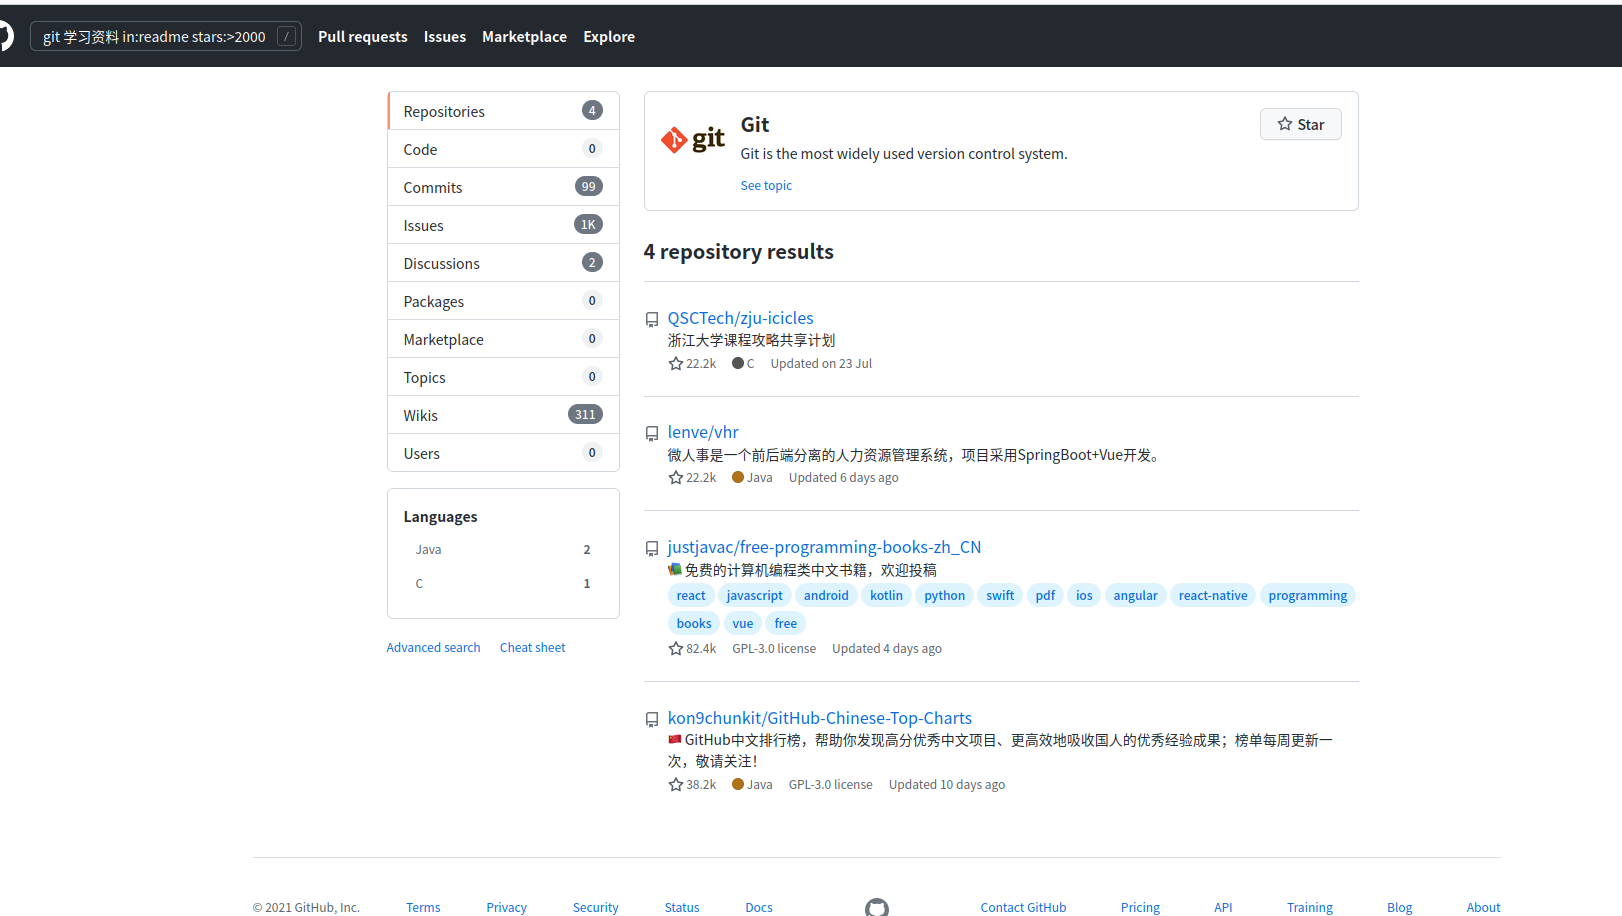 git 学习资料 in:readme stars:>2000 /
Pull requests Issues Marketplace Explore
Repositories 4
Code 0
Commits 99
Issues 1K
Discussions 2
Packages 0
Marketplace 0
Topics 0
Wikis 311
Users 0
Languages
Java 2
C 1
Advanced search Cheat sheet
git
Git
Git is the most widely used version control system.
See topic
Star
4 repository results
QSCTech/zju-icicles
浙江大学课程攻略共享计划
22.2k C Updated on 23 Jul
lenve/vhr
微人事是一个前后端分离的人力资源管理系统，项目采用SpringBoot+Vue开发。
22.2k Java Updated 6 days ago
justjavac/free-programming-books-zh_CN
免费的计算机编程类中文书籍，欢迎投稿
react javascript android kotlin python swift pdf ios angular react-native programming
books vue free
82.4k GPL-3.0 license Updated 4 days ago
kon9chunkit/GitHub-Chinese-Top-Charts
GitHub中文排行榜，帮助你发现高分优秀中文项目、更高效地吸收国人的优秀经验成果；榜单每周更新一
次，敬请关注！
38.2k Java GPL-3.0 license Updated 10 days ago
© 2021 GitHub, Inc. Terms Privacy Security Status Docs Contact GitHub Pricing API Training Blog About